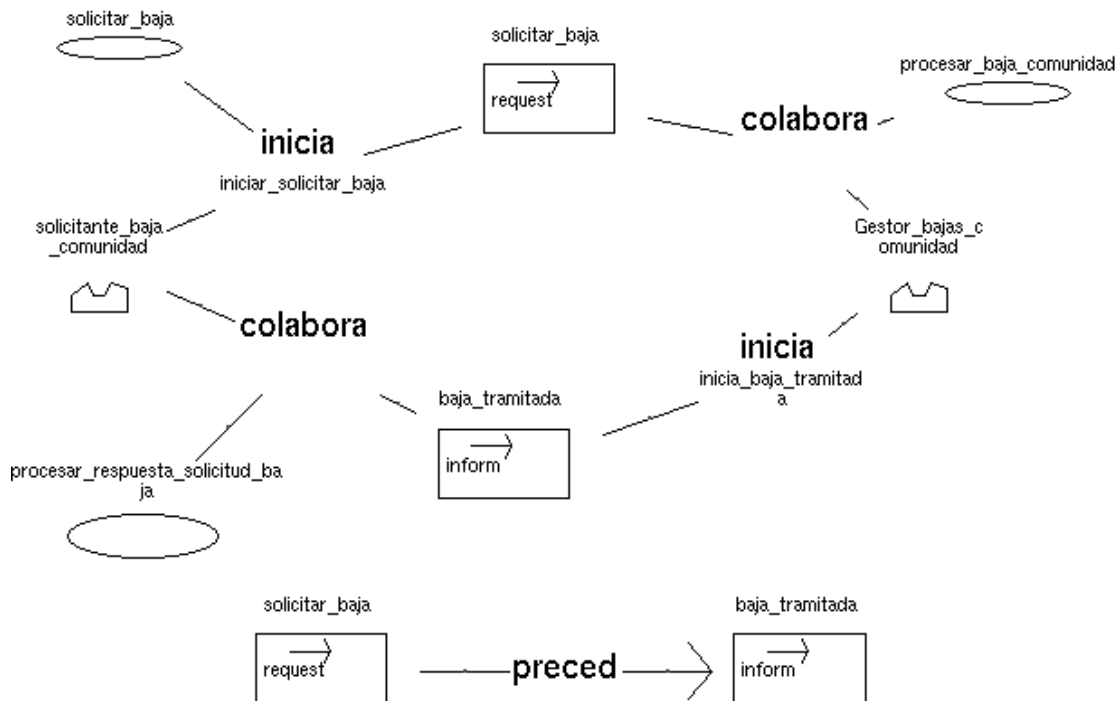 solicitar_baja
solicitar_baja
procesar_baja_comunidad
request
colabora
inicia
iniciar_solicitar_baja
solicitante_baja
_comunidad
Gestor_bajas_c
omunidad
colabora
inicia
inicia_baja_tramitad
a
baja_tramitada
inform
procesar_respuesta_solicitud_ba
ja
solicitar_baja
baja_tramitada
request
preced
inform